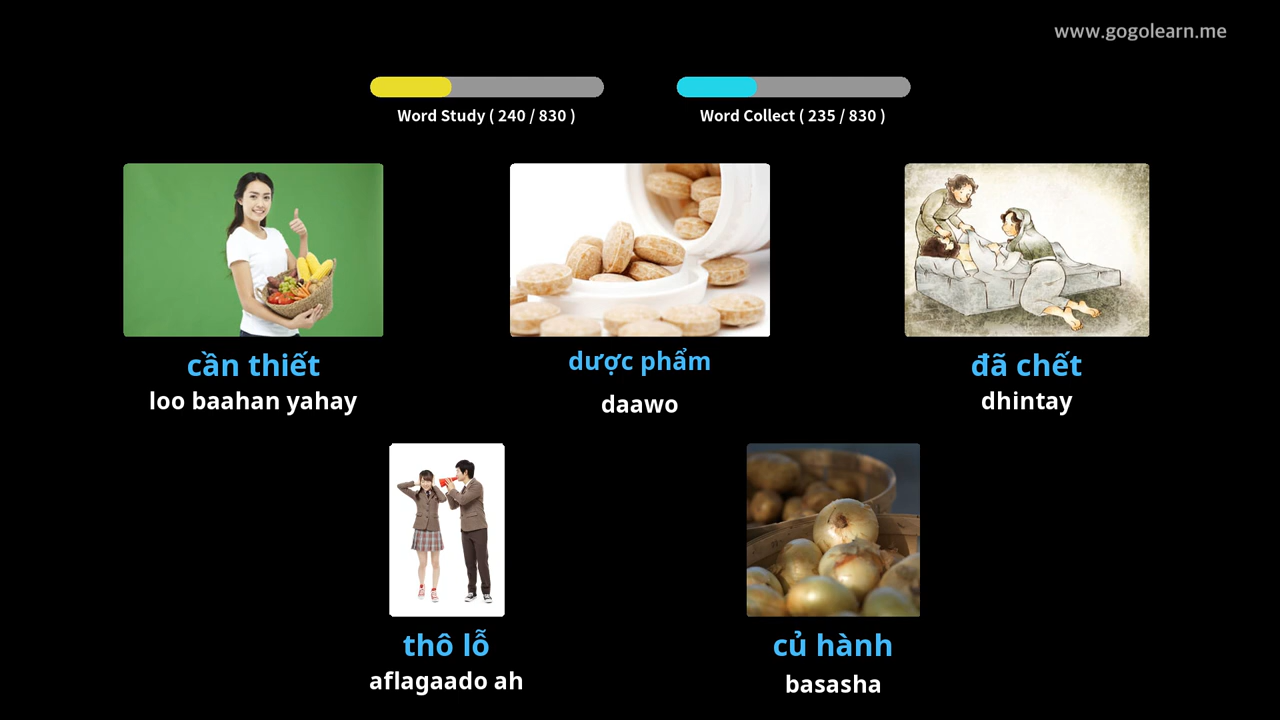 www.gogolearn.me
Word Study ( 240 / 830 )
Word Collect ( 235 / 830 )
cần thiết
loo baahan yahay
dược phẩm
daawo
đã chết
dhintay
thô lỗ
aflagaado ah
củ hành
basasha